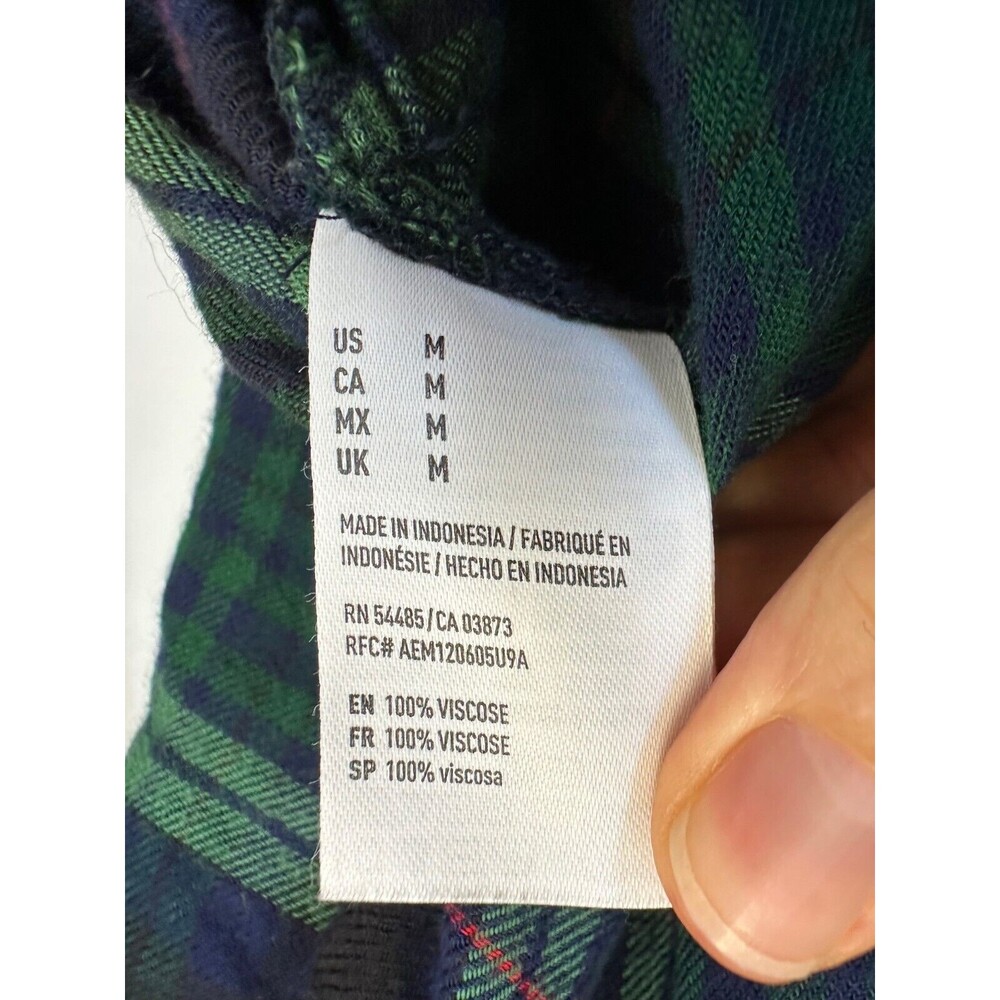 US M
CA M
MX M
UK M
MADE IN INDONESIA / FABRIQUÉ EN
INDONÉSIE / HECHO EN INDONESIA
RN 54485 / CA 03873
RFC# AEM120605U9A
EN 100% VISCOSE
FR 100% VISCOSE
SP 100% viscosa